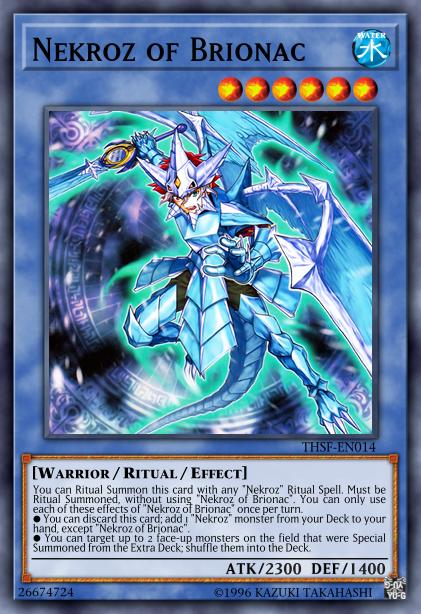 Nekroz of Brionac
WATER
水
THSF-EN014
[Warrior / Ritual / Effect]
You can Ritual Summon this card with any "Nekroz" Ritual Spell. Must be
Ritual Summoned, without using "Nekroz of Brionac". You can only use
each of these effects of "Nekroz of Brionac" once per turn.
●You can discard this card; add 1 "Nekroz" monster from your Deck to your
hand, except "Nekroz of Brionac".
● You can target up to 2 face-up monsters on the field that were Special
Summoned from the Extra Deck; shuffle them into the Deck.
ATK/2300 DEF/1400
26674724
©1996 KAZUKI TAKAHASHI